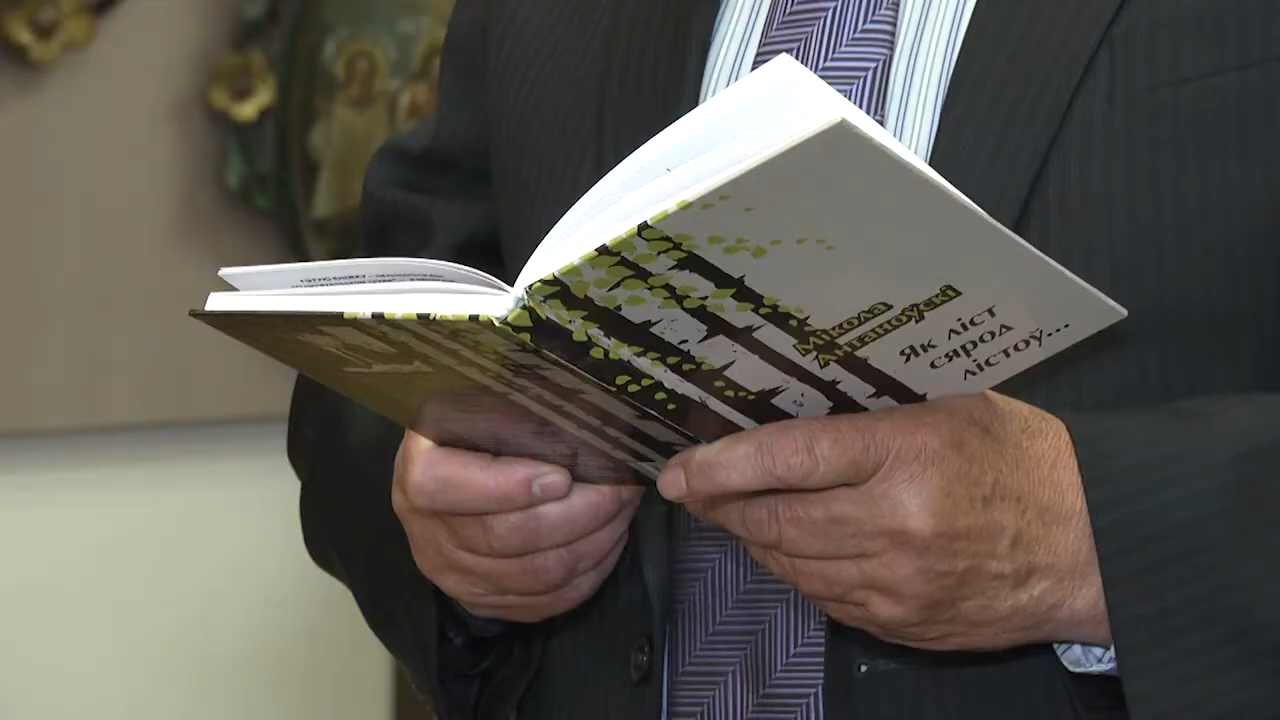 Мікола
Антаноўскі
Як ліст
сярод
лістоў...